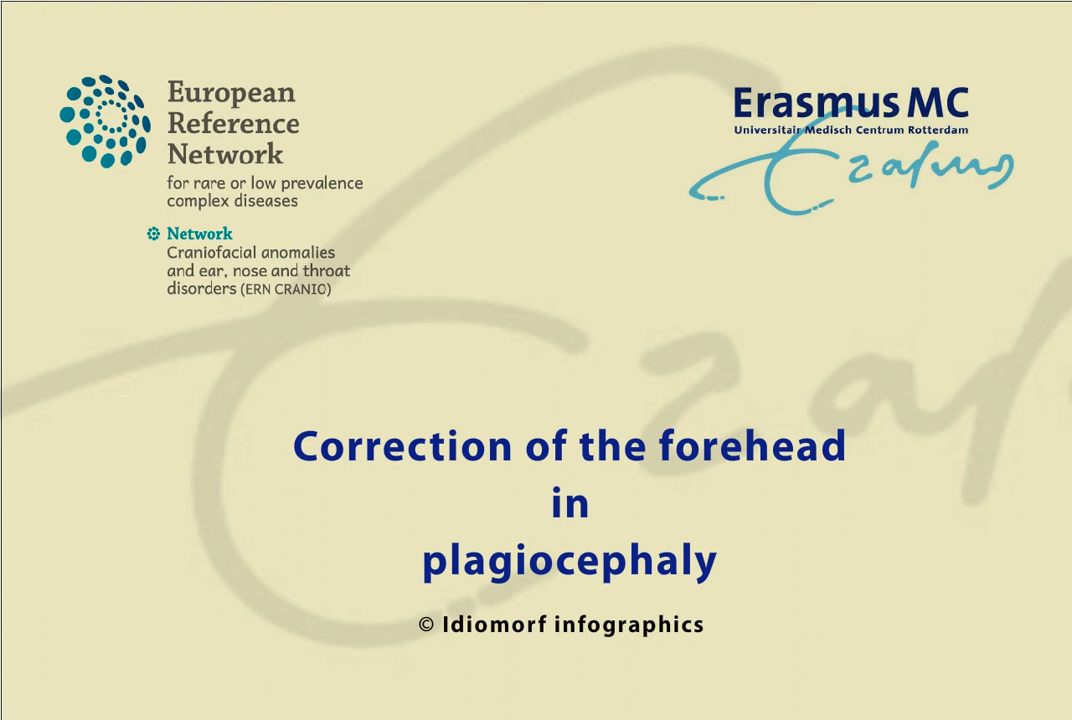 European
Reference
Network
for rare or low prevalence
complex diseases
Network
Craniofacial anomalies
and ear, nose and throat
disorders (ERN CRANIO)
Erasmus MC
Universitair Medisch Centrum Rotterdam
Erasmus
Correction of the forehead
in
plagiocephaly
© Idiomorf infographics